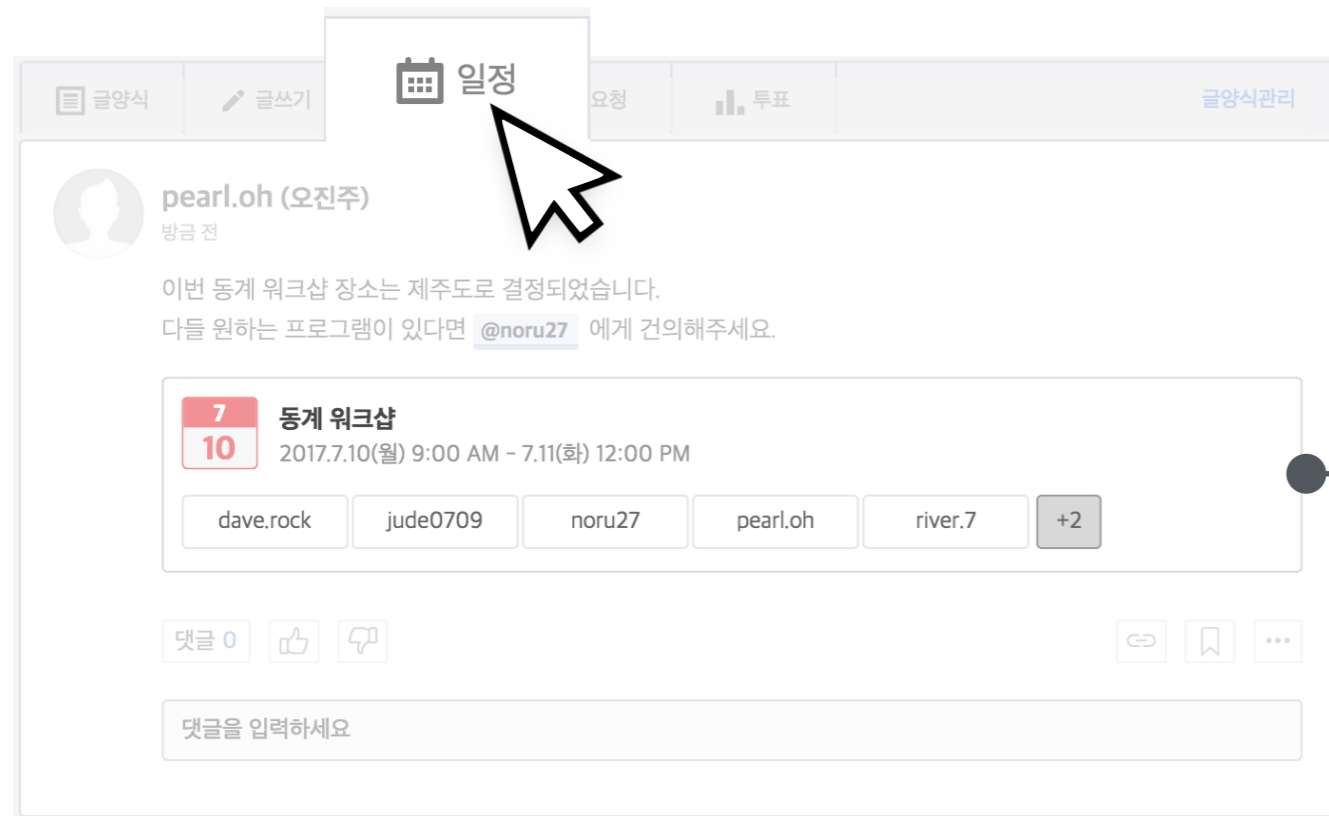 글양식
글쓰기
일정
요청
투표
글양식관리
pearl.oh (오진주)
방금 전
이번 동계 워크샵 장소는 제주도로 결정되었습니다.
다들 원하는 프로그램이 있다면 @noru27 에게 건의해주세요.
7
10
동계 워크샵
2017.7.10(월) 9:00 AM - 7.11(화) 12:00 PM
dave.rock
jude0709
noru27
pearl.oh
river.7
+2
댓글 0
댓글을 입력하세요